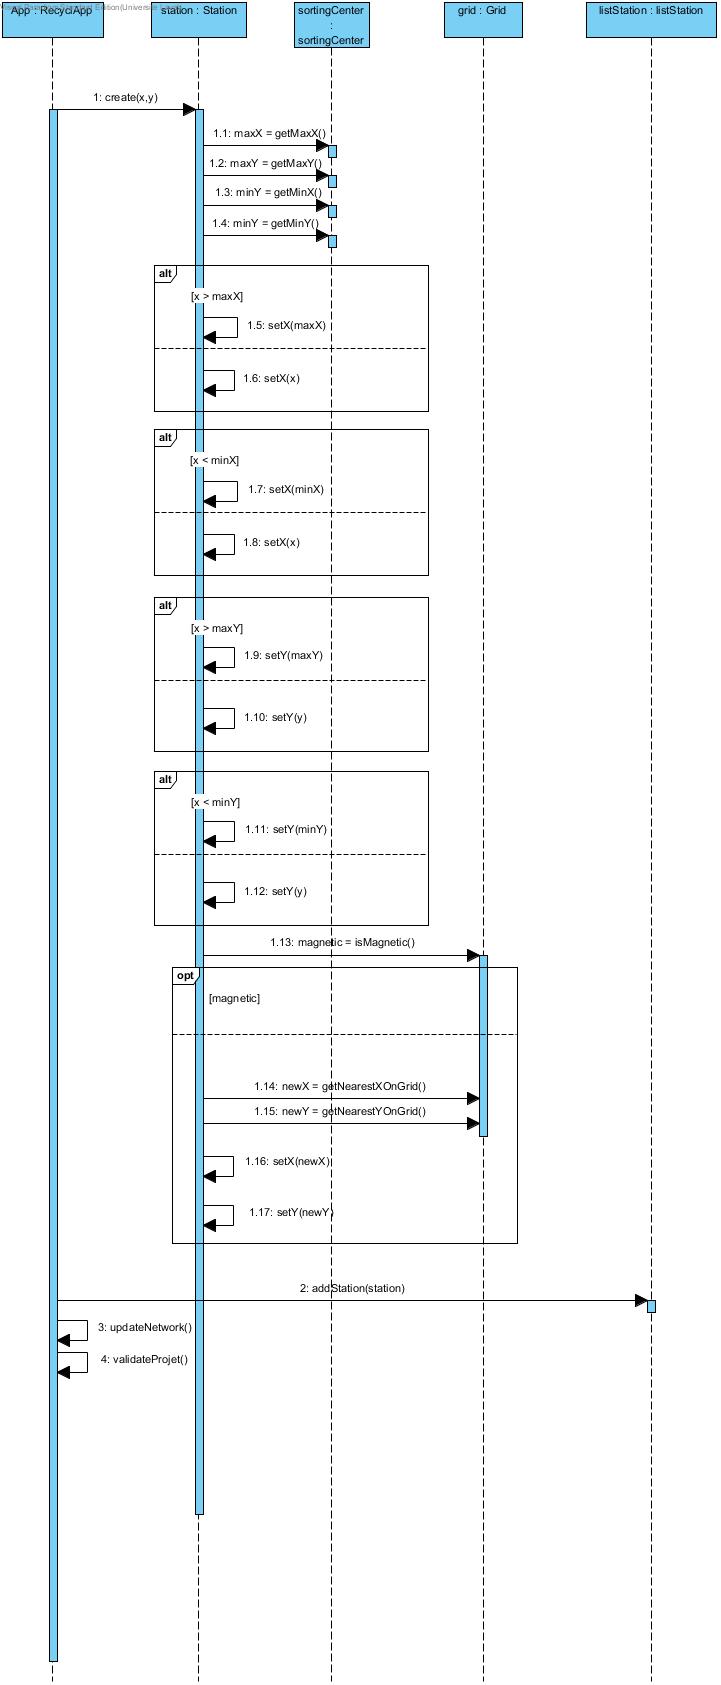 App : RecyclApp
station : Station
sortingCenter
:
sortingCenter
grid : Grid
listStation : listStation
1: create(x,y)
1.1: maxX = getMaxX()
1.2: maxY = getMaxY()
1.3: minY = getMinX()
1.4: minY = getMinY()
alt
[x > maxX]
1.5: setX(maxX)
1.6: setX(x)
alt
[x < minX]
1.7: setX(minX)
1.8: setX(x)
alt
[x > maxY]
1.9: setY(maxY)
1.10: setY(y)
alt
[x < minY]
1.11: setY(minY)
1.12: setY(y)
1.13: magnetic = isMagnetic()
opt
[magnetic]
1.14: newX = getNearestXOnGrid()
1.15: newY = getNearestYOnGrid()
1.16: setX(newX)
1.17: setY(newY)
2: addStation(station)
3: updateNetwork()
4: validateProjet()